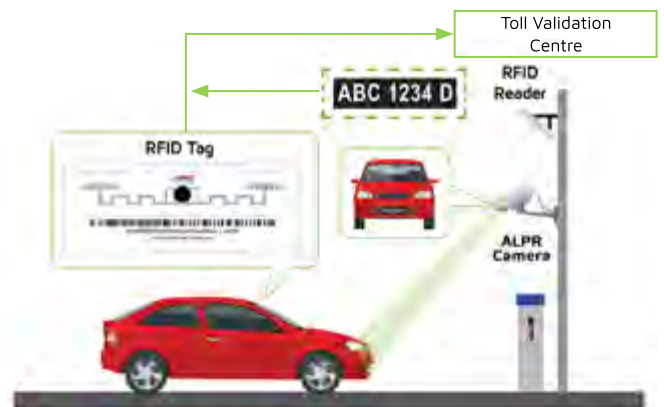 Toll Validation
Centre
RFID
Reader
ABC 1234 D
RFID Tag
ALPR
Camera